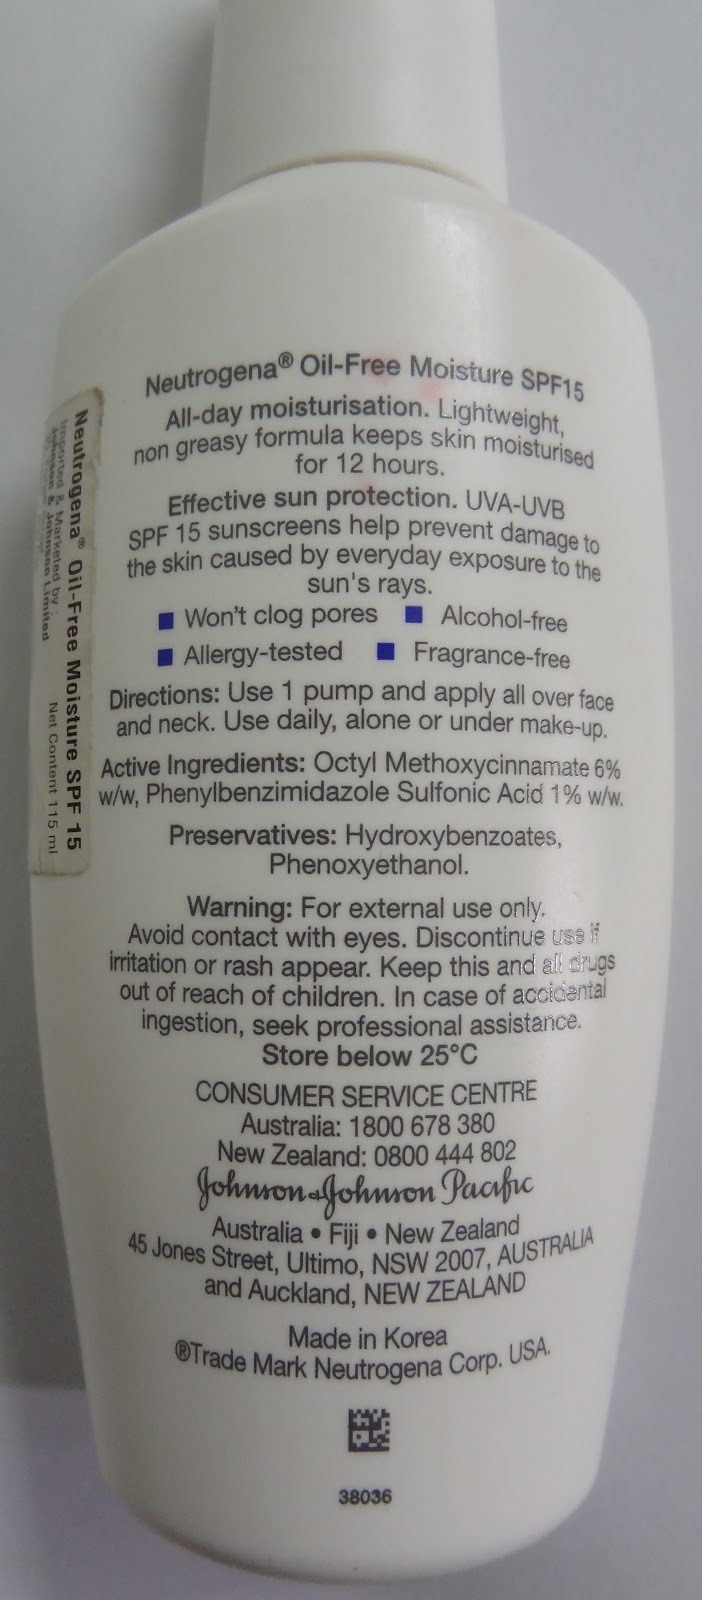 Neutrogena® Oil-Free Moisture SPF15
All-day moisturisation. Lightweight,
non greasy formula keeps skin moisturised
for 12 hours.
Effective sun protection. UVA-UVB
SPF 15 sunscreens help prevent damage to
the skin caused by everyday exposure to the
sun's rays.
■ Won't clog pores ■ Alcohol-free
■ Allergy-tested ■ Fragrance-free
Directions: Use 1 pump and apply all over face
and neck. Use daily, alone or under make-up.
Active Ingredients: Octyl Methoxycinnamate 6%
w/w, Phenylbenzimidazole Sulfonic Acid 1% w/w.
Preservatives: Hydroxybenzoates,
Phenoxyethanol.
Warning: For external use only.
Avoid contact with eyes. Discontinue use if
irritation or rash appear. Keep this and all drugs
out of reach of children. In case of accidental
ingestion, seek professional assistance.
Store below 25°C
CONSUMER SERVICE CENTRE
Australia: 1800 678 380
New Zealand: 0800 444 802
Johnson & Johnson Pacific
Australia • Fiji • New Zealand
45 Jones Street, Ultimo, NSW 2007, AUSTRALIA
and Auckland, NEW ZEALAND
Made in Korea
®Trade Mark Neutrogena Corp. USA.
38036
Neutrogena® Oil-Free Moisture SPF 15
Imported & Marketed by : Net Content 115 ml
Johnson & Johnson Limited